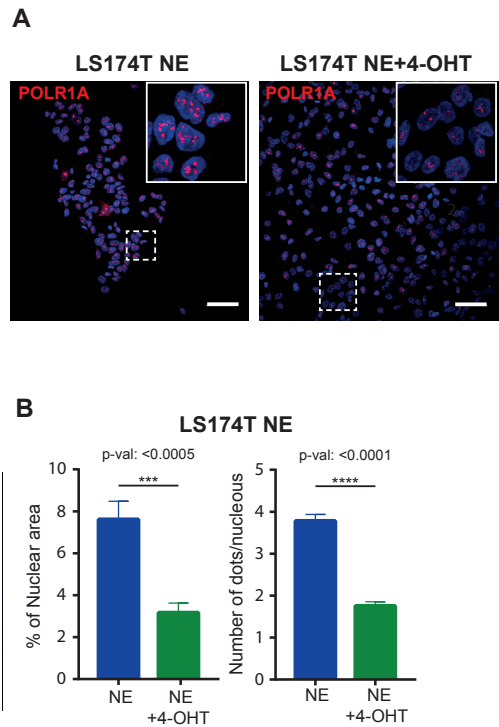 A
LS174T NE
LS174T NE+4-OHT
POLR1A
POLR1A
B
LS174T NE
p-val: <0.0005
p-val: <0.0001
***
****
% of Nuclear area
10
8
6
4
2
0
NE
NE
+4-OHT
Number of dots/nucleous
5
4
3
2
1
0
NE
NE
+4-OHT